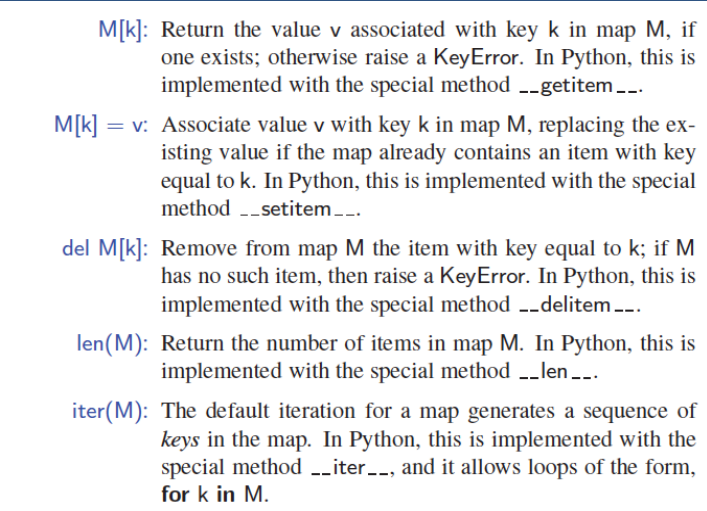 M[k]: Return the value v associated with key k in map M, if
one exists; otherwise raise a KeyError. In Python, this is
implemented with the special method __getitem__.
M[k] = v: Associate value v with key k in map M, replacing the ex-
isting value if the map already contains an item with key
equal to k. In Python, this is implemented with the special
method __setitem__.
del M[k]: Remove from map M the item with key equal to k; if M
has no such item, then raise a KeyError. In Python, this is
implemented with the special method __delitem__.
len(M): Return the number of items in map M. In Python, this is
implemented with the special method __len__.
iter(M): The default iteration for a map generates a sequence of
keys in the map. In Python, this is implemented with the
special method __iter__, and it allows loops of the form,
for k in M.